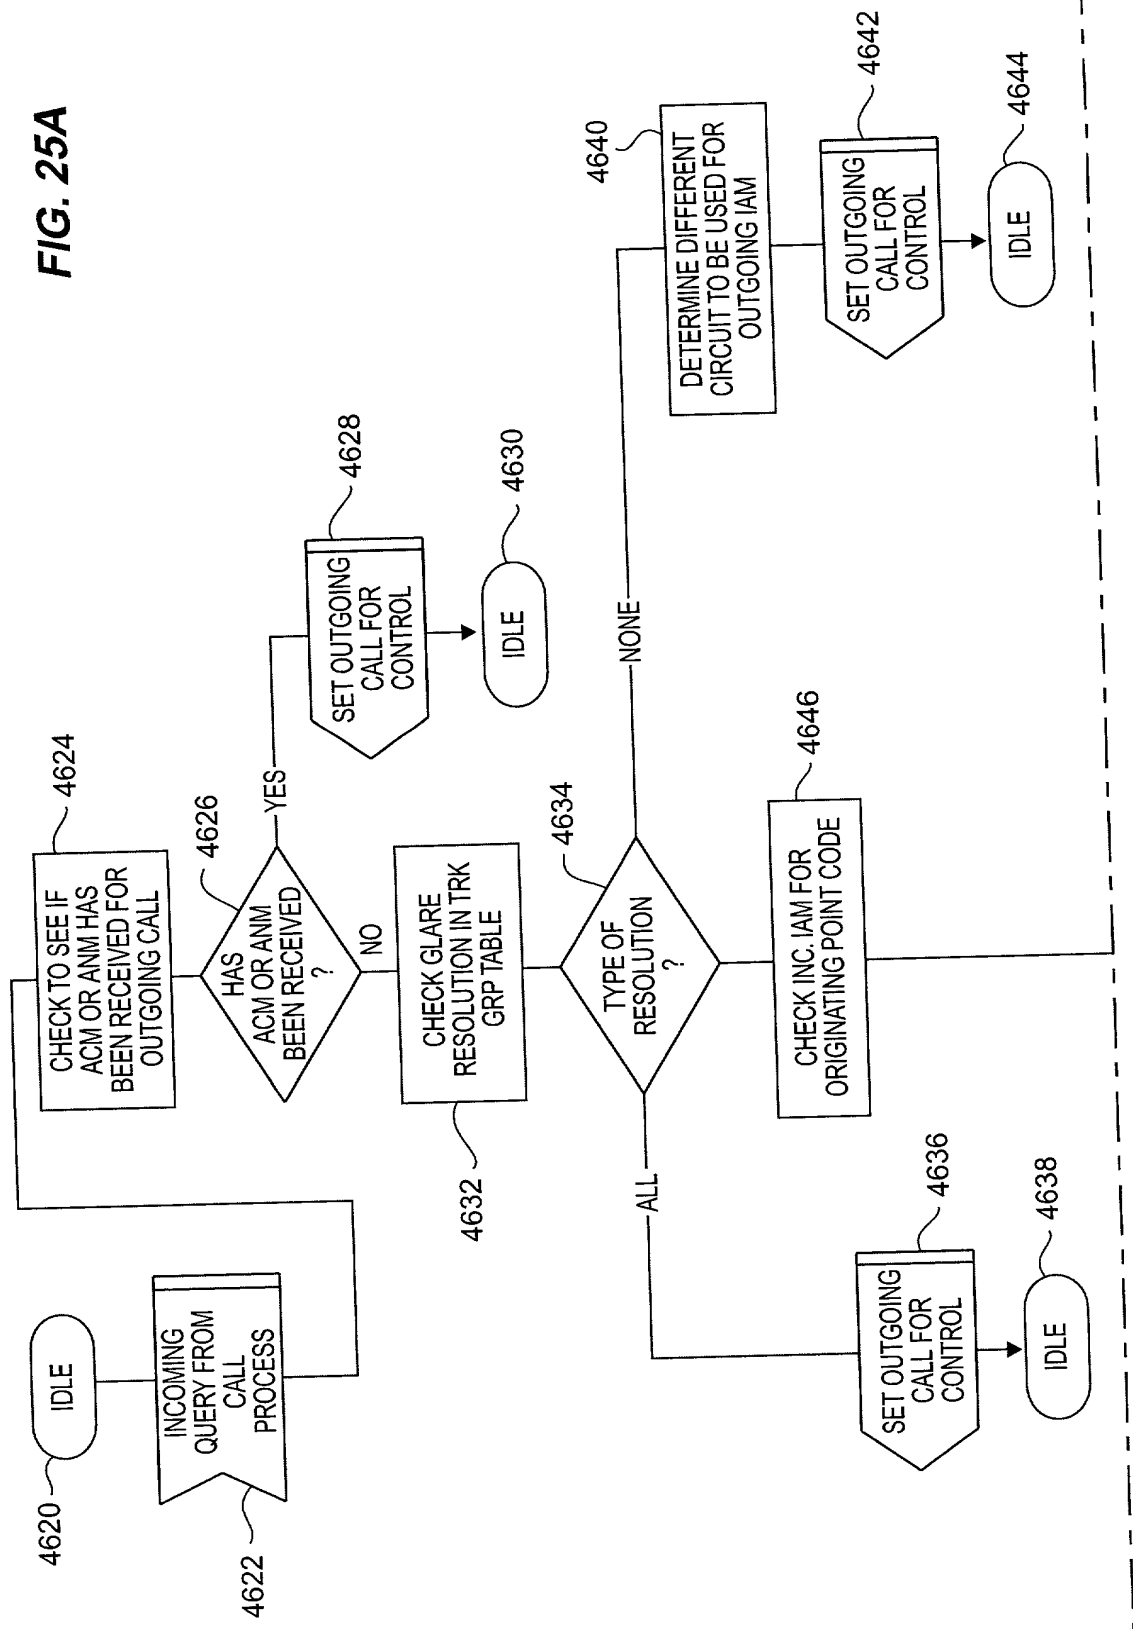 FIG. 25A
IDLE
4620
INCOMING
QUERY FROM
CALL
PROCESS
4622
CHECK TO SEE IF
ACM OR ANM HAS
BEEN RECEIVED FOR
OUTGOING CALL
4624
HAS
ACM OR ANM
BEEN RECEIVED
?
4626
YES
SET OUTGOING
CALL FOR
CONTROL
4628
IDLE
4630
NO
CHECK GLARE
RESOLUTION IN TRK
GRP TABLE
4632
TYPE OF
RESOLUTION
?
4634
ALL
SET OUTGOING
CALL FOR
CONTROL
4636
IDLE
4638
NONE
DETERMINE DIFFERENT
CIRCUIT TO BE USED FOR
OUTGOING IAM
4640
SET OUTGOING
CALL FOR
CONTROL
4642
IDLE
4644
CHECK INC. IAM FOR
ORIGINATING POINT CODE
4646